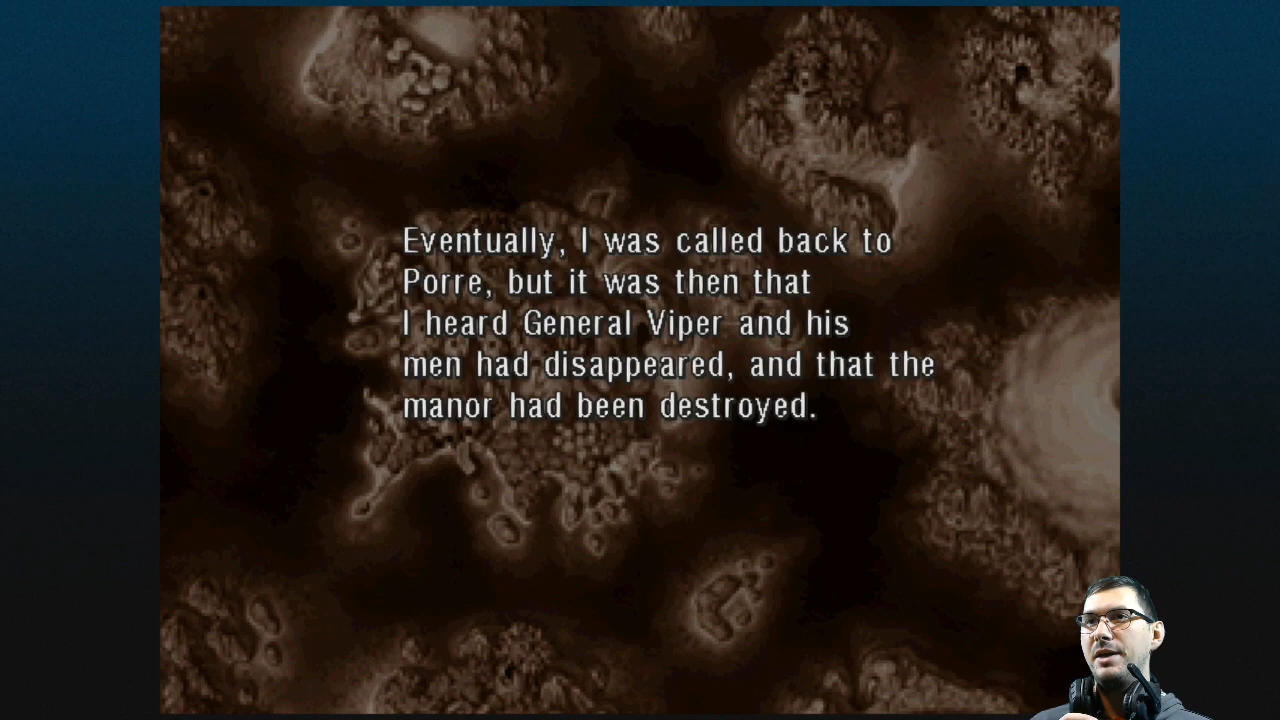 Eventually, I was called back to
Porre, but it was then that
I heard General Viper and his
men had disappeared, and that the
manor had been destroyed.